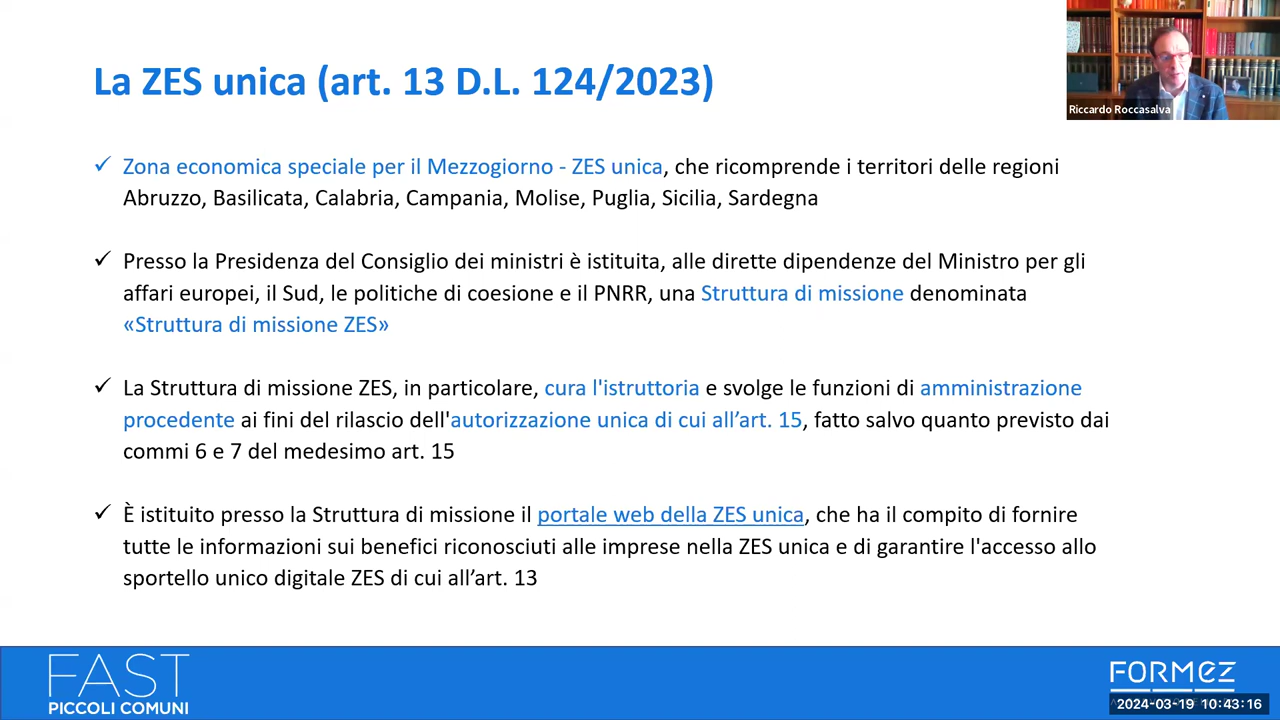 La ZES unica (art. 13 D.L. 124/2023)
Riccardo Roccasalva
✓ Zona economica speciale per il Mezzogiorno - ZES unica, che ricomprende i territori delle regioni
Abruzzo, Basilicata, Calabria, Campania, Molise, Puglia, Sicilia, Sardegna
✓ Presso la Presidenza del Consiglio dei ministri è istituita, alle dirette dipendenze del Ministro per gli
affari europei, il Sud, le politiche di coesione e il PNRR, una Struttura di missione denominata
«Struttura di missione ZES»
✓ La Struttura di missione ZES, in particolare, cura l'istruttoria e svolge le funzioni di amministrazione
procedente ai fini del rilascio dell'autorizzazione unica di cui all’art. 15, fatto salvo quanto previsto dai
commi 6 e 7 del medesimo art. 15
✓ È istituito presso la Struttura di missione il portale web della ZES unica, che ha il compito di fornire
tutte le informazioni sui benefici riconosciuti alle imprese nella ZES unica e di garantire l'accesso allo
sportello unico digitale ZES di cui all’art. 13
FAST
PICCOLI COMUNI
FORMEZ
2024-03-19 10:43:16